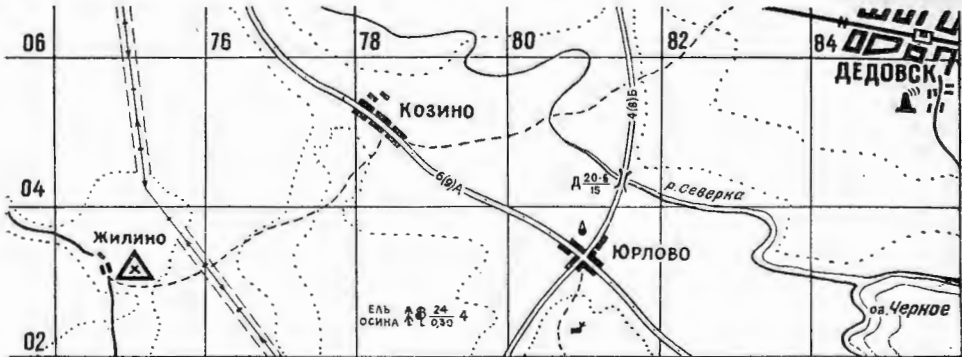 06 76 78 80 82 84
ДЕДОВСК
КОЗИНО
4(8)Б
6(9)А
Д 20-6
15
р. Северка
04
ЖИЛИНО
ЮРЛОВО
ЕЛЬ
ОСИНА
24
0,30
4
оз. Черное
02